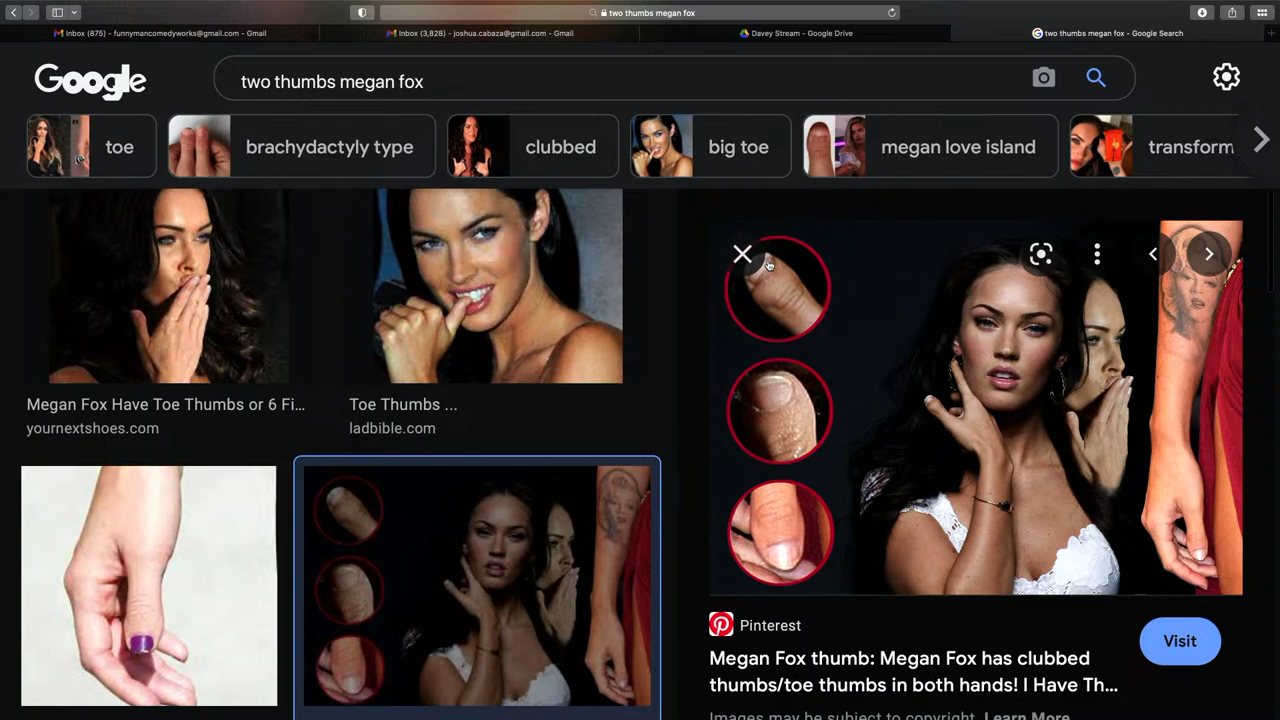 two thumbs megan fox
Inbox (875) - funnymancomedyworks@gmail.com - Gmail
Inbox (3,828) - joshua.cabaza@gmail.com - Gmail
Davey Stream - Google Drive
two thumbs megan fox - Google Search
Google
two thumbs megan fox
toe
brachydactyly type
clubbed
big toe
megan love island
transform
Megan Fox Have Toe Thumbs or 6 Fi...
yournextshoes.com
Toe Thumbs ...
ladbible.com
Pinterest
Visit
Megan Fox thumb: Megan Fox has clubbed
thumbs/toe thumbs in both hands! I Have Th...
Images may be subject to copyright. Learn More